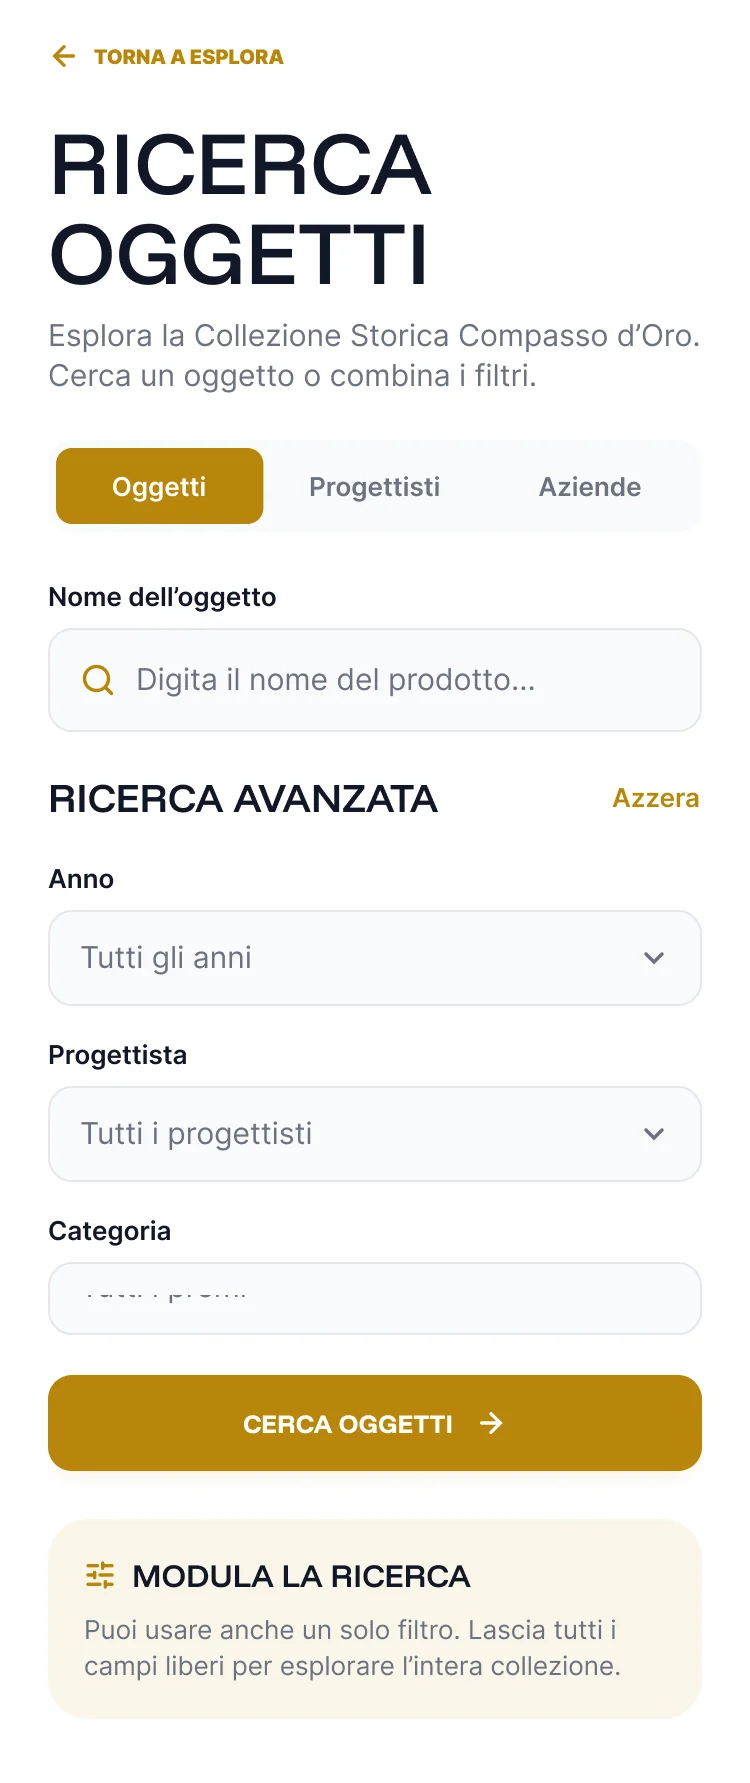 TORNA A ESPLORA
RICERCA
OGGETTI
Esplora la Collezione Storica Compasso d’Oro.
Cerca un oggetto o combina i filtri.
Oggetti
Progettisti
Aziende
Nome dell’oggetto
Digita il nome del prodotto...
RICERCA AVANZATA
Azzera
Anno
Tutti gli anni
Progettista
Tutti i progettisti
Categoria
CERCA OGGETTI
MODULA LA RICERCA
Puoi usare anche un solo filtro. Lascia tutti i
campi liberi per esplorare l’intera collezione.